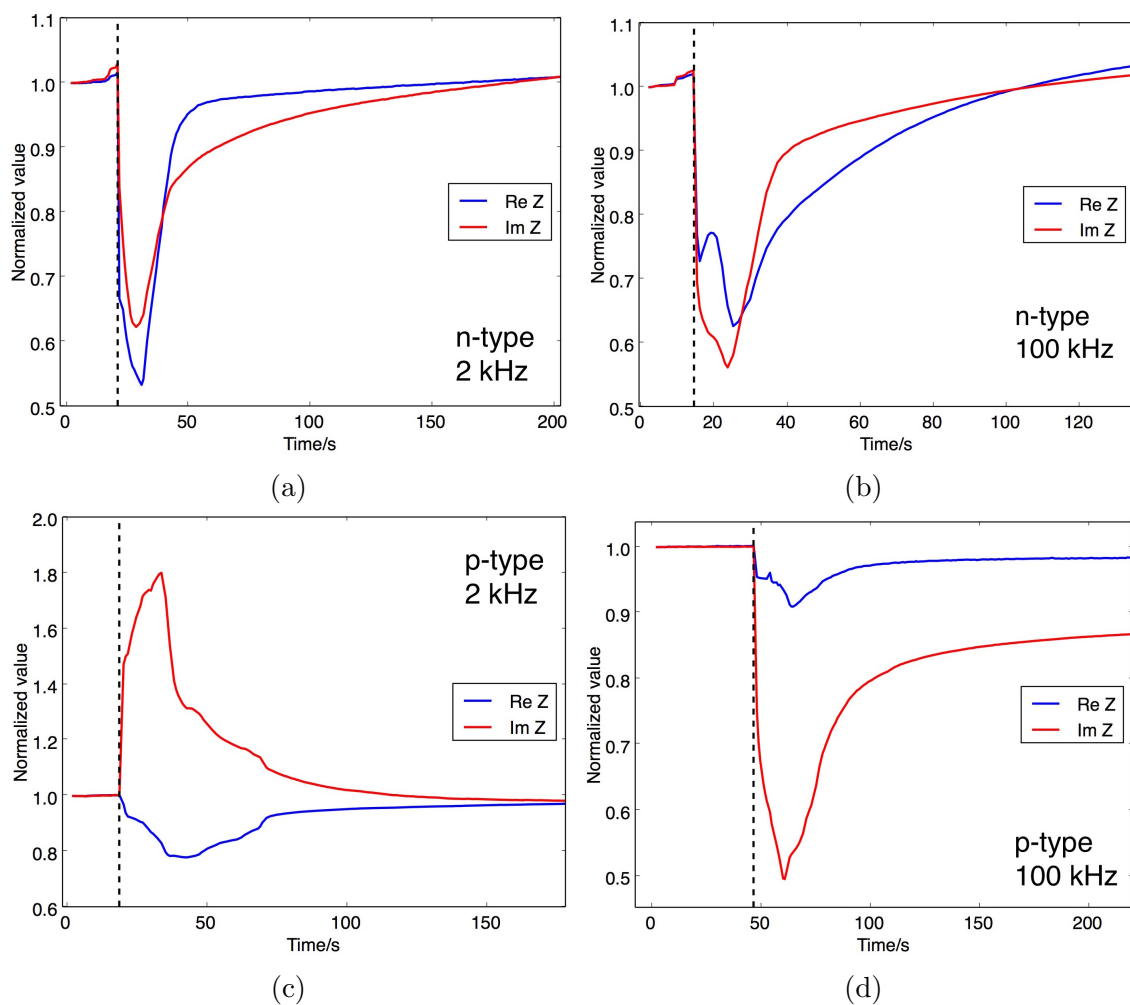 1.1
1.0
0.9
0.8
0.7
0.6
0.5
Normalized value
Re Z
Im Z
n-type
2 kHz
0
50
100
150
200
Time/s
(a)
1.1
1.0
0.9
0.8
0.7
0.6
0.5
Normalized value
Re Z
Im Z
n-type
100 kHz
0
20
40
60
80
100
120
Time/s
(b)
2.0
1.8
1.6
1.4
1.2
1.0
0.8
0.6
Normalized value
p-type
2 kHz
Re Z
Im Z
0
50
100
150
Time/s
(c)
1.0
0.9
0.8
0.7
0.6
0.5
Normalized value
Re Z
Im Z
p-type
100 kHz
0
50
100
150
200
Time/s
(d)